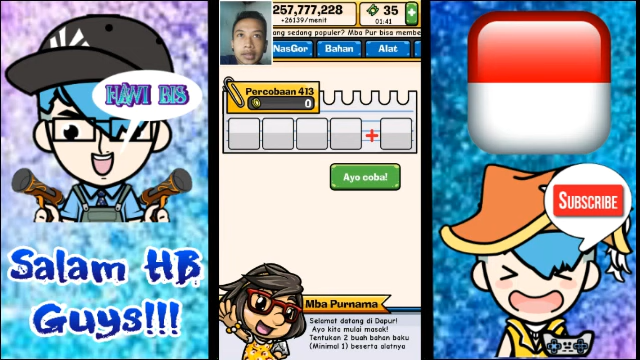 HAWI BIS
Salam HB
Guys!!!
257,777,228
+26139/menit
35
01:41
ang sedang populer? Mba Pur bisa membe
NasGor
Bahan
Alat
Percobaan 413
0
+
Ayo coba!
Mba Purnama
Selamat datang di Dapur!
Ayo kita mulai masak!
Tentukan 2 buah bahan baku
(Minimal 1) beserta alatnya
SUBSCRIBE